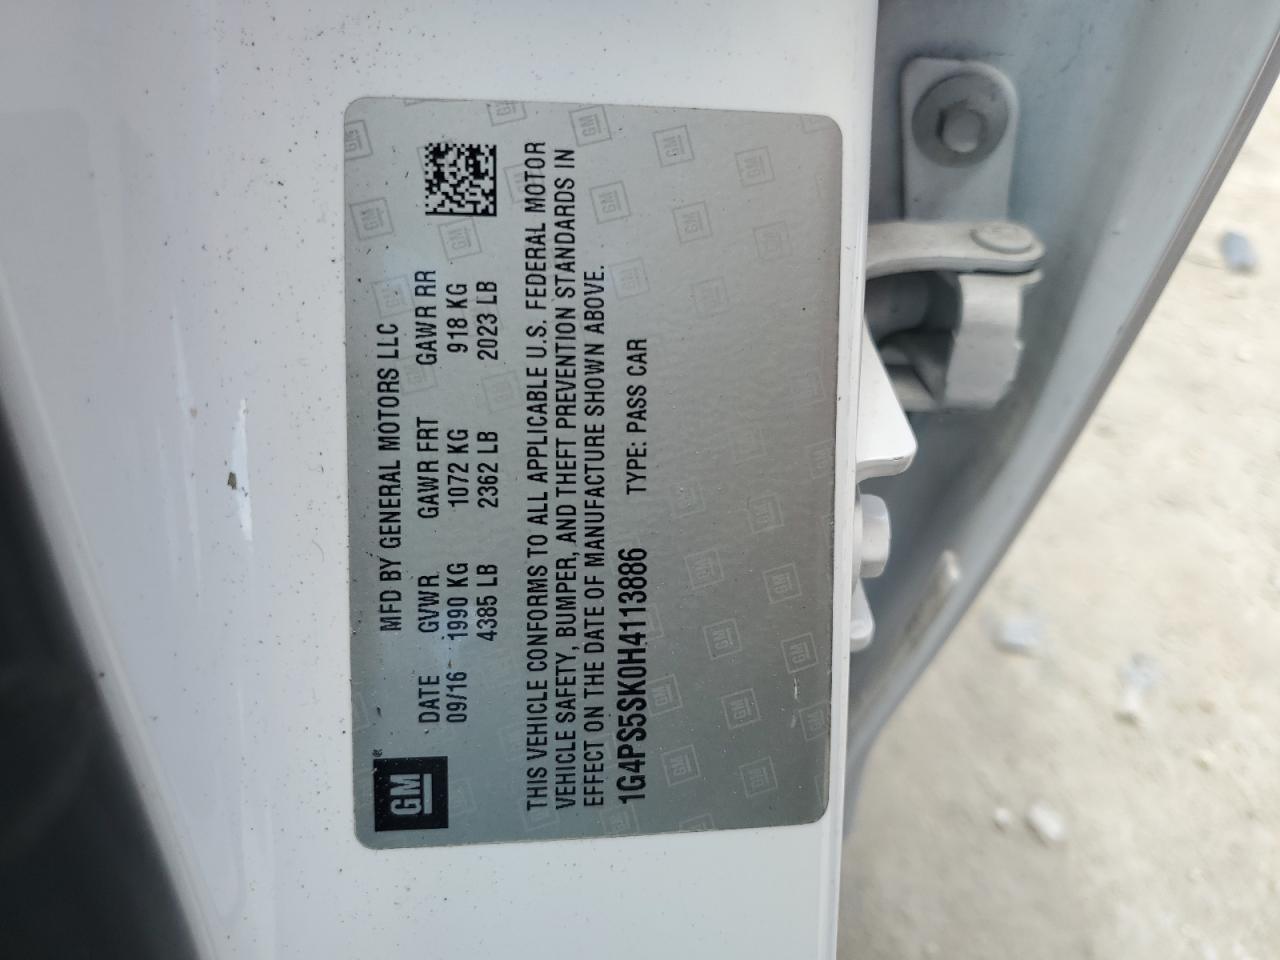 GM®
MFD BY GENERAL MOTORS LLC
DATE GVWR GAWR FRT GAWR RR
09/16 1990 KG 1072 KG 918 KG
4385 LB 2362 LB 2023 LB
THIS VEHICLE CONFORMS TO ALL APPLICABLE U.S. FEDERAL MOTOR
VEHICLE SAFETY, BUMPER, AND THEFT PREVENTION STANDARDS IN
EFFECT ON THE DATE OF MANUFACTURE SHOWN ABOVE.
1G4PS5SK0H4113886 TYPE: PASS CAR